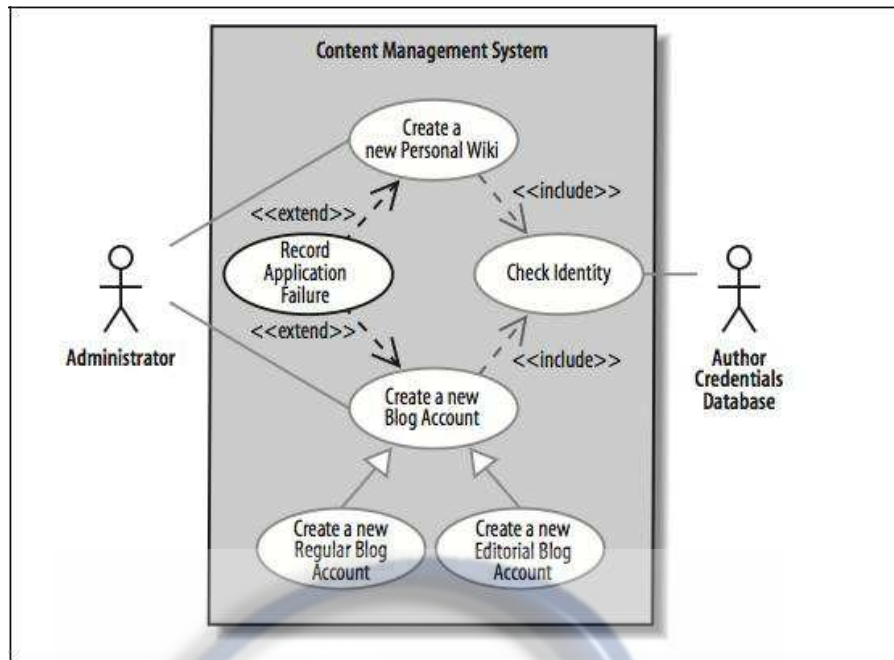 Content Management System
Create a
new Personal Wiki
<<include>>
<<extend>>
Record
Application
Failure
Check Identity
<<extend>>
<<include>>
Administrator
Author
Credentials
Database
Create a new
Blog Account
Create a new
Regular Blog
Account
Create a new
Editorial Blog
Account